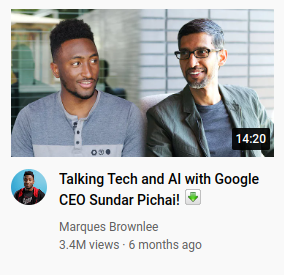 14:20
Talking Tech and AI with Google
CEO Sundar Pichai!
Marques Brownlee
3.4M views · 6 months ago